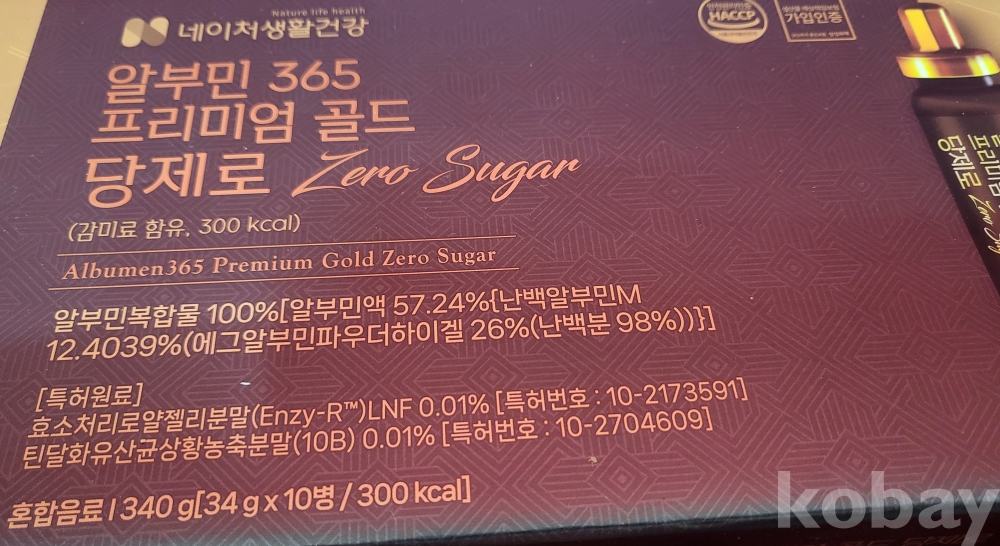 Nature life health
네이처생활건강
HACCP
가입인증
알부민 365
프리미엄 골드
당제로 Zero Sugar
(감미료 함유, 300 kcal)
Albumen365 Premium Gold Zero Sugar
알부민복합물 100%[알부민액 57.24%{난백알부민M
12.4039%(에그알부민파우더하이겔 26%(난백분 98%))}]
[특허원료]
효소처리로얄젤리분말(Enzy-R™)LNF 0.01% [특허번호 : 10-2173591]
틴달화유산균상황농축분말(10B) 0.01% [특허번호 : 10-2704609]
혼합음료 I 340 g[34 g x 10병 / 300 kcal]
프리미엄
당제로 Zero
kobay